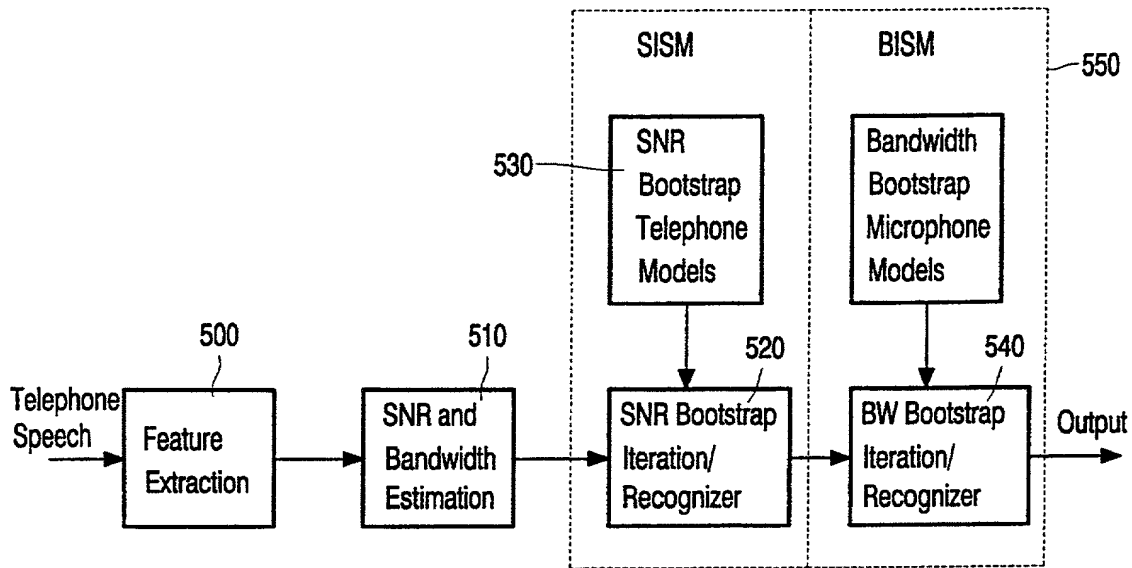 SISM
BISM
550
530
SNR
Bootstrap
Telephone
Models
Bandwidth
Bootstrap
Microphone
Models
500
510
520
540
Telephone
Speech
Feature
Extraction
SNR and
Bandwidth
Estimation
SNR Bootstrap
Iteration/
Recognizer
BW Bootstrap
Iteration/
Recognizer
Output